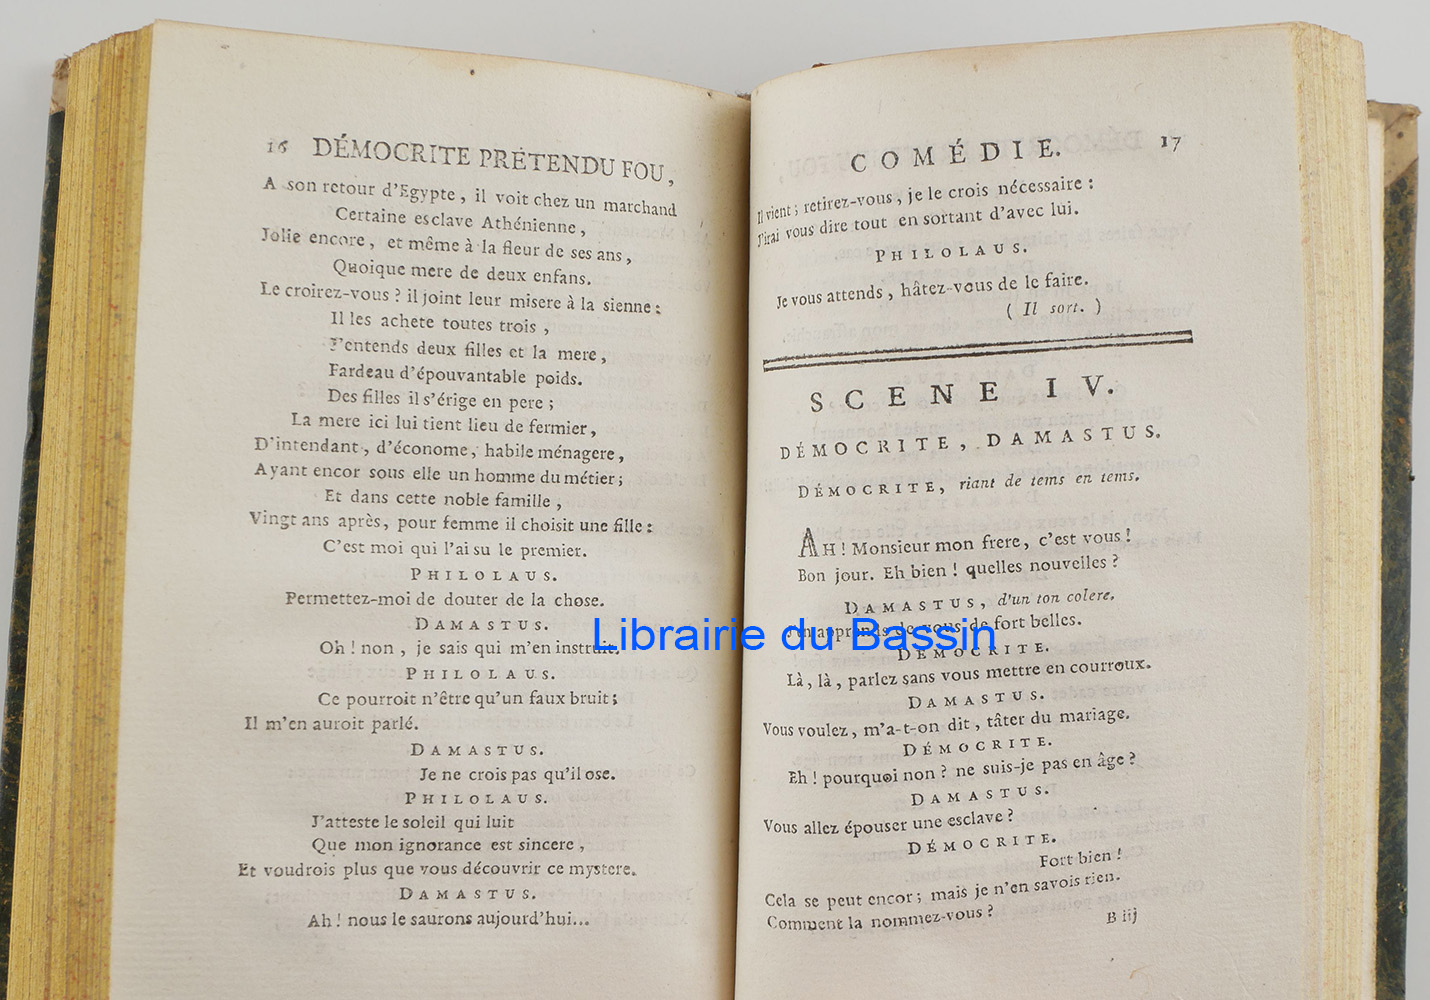 16 DÉMOCRITE PRÉTENDU FOU,
A son retour d'Egypte, il voit chez un marchand
Certaine esclave Athénienne,
Jolie encore, et même à la fleur de ses ans,
Quoique mere de deux enfans.
Le croirez-vous ? il joint leur misere à la sienne :
Il les achete toutes trois,
J'entends deux filles et la mere,
Fardeau d'épouvantable poids.
Des filles il s'érige en pere ;
La mere ici lui tient lieu de fermier,
D'intendant, d'économe, habile ménagere,
Ayant encor sous elle un homme du métier ;
Et dans cette noble famille,
Vingt ans après, pour femme il choisit une fille :
C'est moi qui l'ai su le premier.
PHILOLAUS.
Permettez-moi de douter de la chose.
DAMASTUS.
Oh ! non, je sais qui m'en instruit.
PHILOLAUS.
Ce pourroit n'être qu'un faux bruit ;
Il m'en auroit parlé.
DAMASTUS.
Je ne crois pas qu'il ose.
PHILOLAUS.
J'atteste le soleil qui luit
Que mon ignorance est sincere,
Et voudrois plus que vous découvrir ce mystere.
DAMASTUS.
Ah ! nous le saurons aujourd'hui...
COMÉDIE. 17
Il vient ; retirez-vous, je le crois nécessaire :
J'irai vous dire tout en sortant d'avec lui.
PHILOLAUS.
Je vous attends, hâtez-vous de le faire.
( Il sort. )
SCENE IV.
DÉMOCRITE, DAMASTUS.
DÉMOCRITE, riant de tems en tems.
AH ! Monsieur mon frere, c'est vous !
Bon jour. Eh bien ! quelles nouvelles ?
DAMASTUS, d'un ton colere.
J'en apprends de vous de fort belles.
Librairie du Bassin
DÉMOCRITE.
Là, là, parlez sans vous mettre en courroux.
DAMASTUS.
Vous voulez, m'a-t-on dit, tâter du mariage.
DÉMOCRITE.
Eh ! pourquoi non ? ne suis-je pas en âge ?
DAMASTUS.
Vous allez épouser une esclave ?
DÉMOCRITE.
Fort bien !
Cela se peut encor ; mais je n'en savois rien.
Comment la nommez-vous ?
B iij